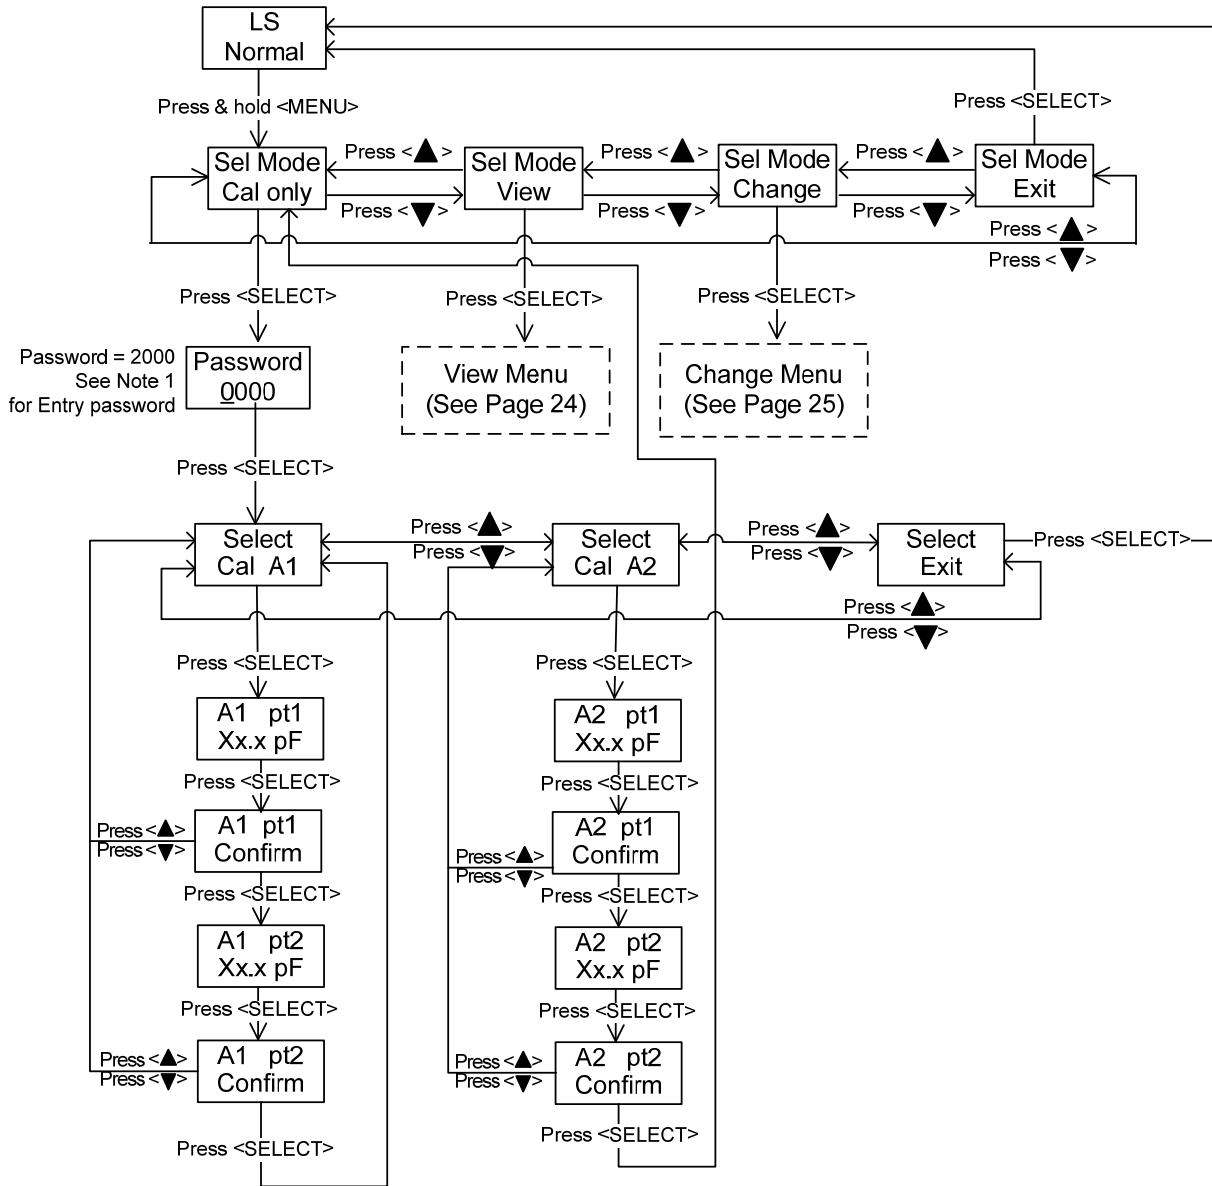 LS
Normal
Press & hold <MENU>
Press <SELECT>
Sel Mode
Cal only
Press <▲>
Press <▼>
Sel Mode
View
Press <▲>
Press <▼>
Sel Mode
Change
Press <▲>
Press <▼>
Sel Mode
Exit
Press <▲>
Press <▼>
Press <SELECT>
Press <SELECT>
Press <SELECT>
Password = 2000
See Note 1
for Entry password
Password
0000
View Menu
(See Page 24)
Change Menu
(See Page 25)
Press <SELECT>
Select
Cal A1
Press <▲>
Press <▼>
Select
Cal A2
Press <▲>
Press <▼>
Select
Exit
Press <SELECT>
Press <▲>
Press <▼>
Press <SELECT>
Press <SELECT>
A1 pt1
Xx.x pF
A2 pt1
Xx.x pF
Press <SELECT>
Press <SELECT>
Press <▲>
Press <▼>
A1 pt1
Confirm
Press <▲>
Press <▼>
A2 pt1
Confirm
Press <SELECT>
Press <SELECT>
A1 pt2
Xx.x pF
A2 pt2
Xx.x pF
Press <SELECT>
Press <SELECT>
Press <▲>
Press <▼>
A1 pt2
Confirm
Press <▲>
Press <▼>
A2 pt2
Confirm
Press <SELECT>
Press <SELECT>